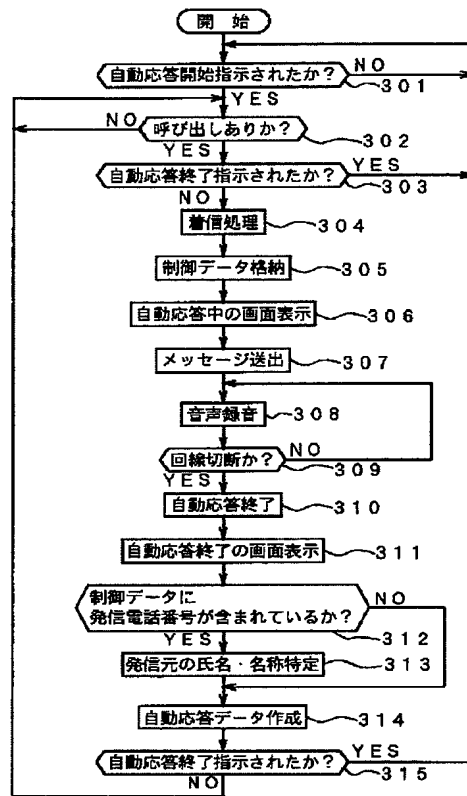 開始
自動応答開始指示されたか？
NO
301
YES
NO
呼び出しありか？
302
YES
自動応答終了指示されたか？
YES
303
NO
着信処理
304
制御データ格納
305
自動応答中の画面表示
306
メッセージ送出
307
音声録音
308
回線切断か？
NO
309
YES
自動応答終了
310
自動応答終了の画面表示
311
制御データに
発信電話番号が含まれているか？
NO
312
YES
発信元の氏名・名称特定
313
自動応答データ作成
314
自動応答終了指示されたか？
YES
315
NO